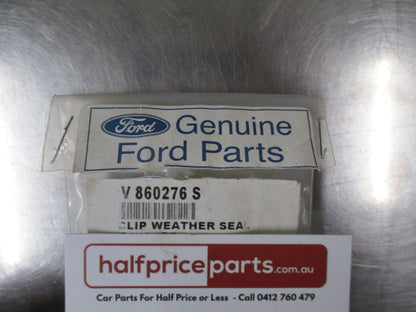 Ford Genuine
Ford Parts
V 860276 S
CLIP WEATHER SEAL
halfpriceparts.com.au
Car Parts For Half Price or Less - Call 0412 760 479